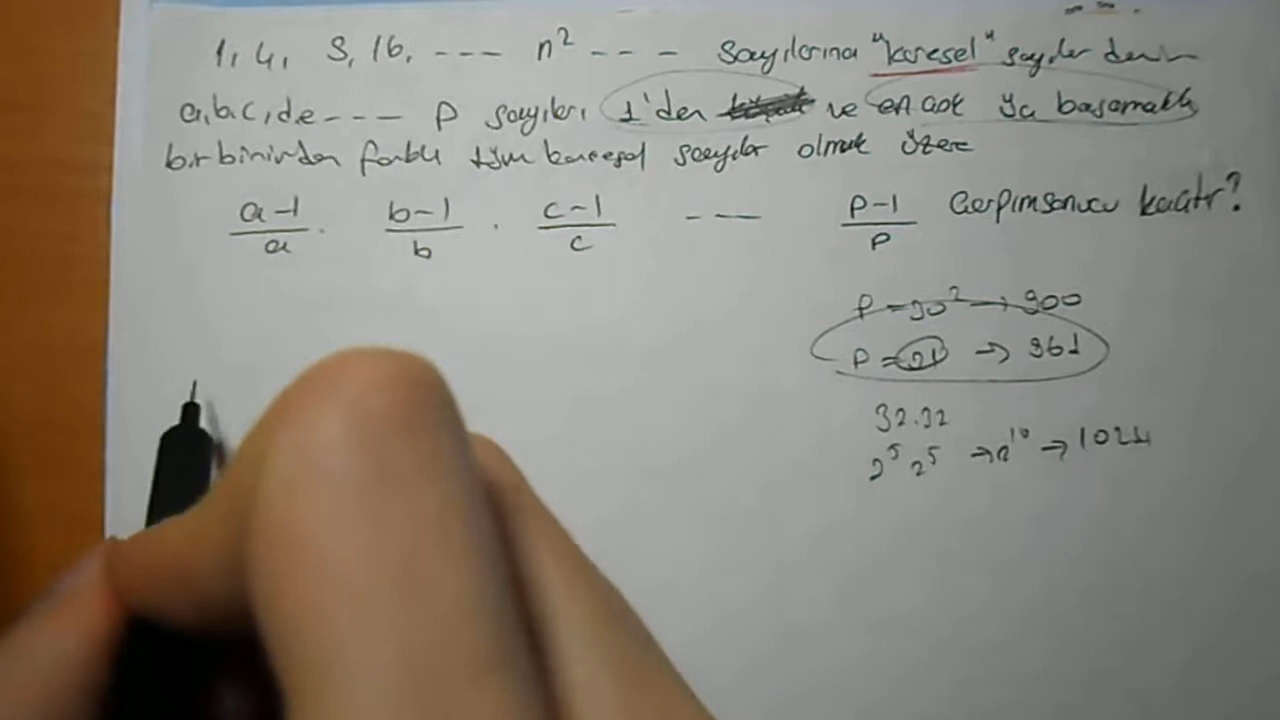 1, 4, 9, 16, --- n² --- sayılarına "karesel" sayılar denir
a,b,c,d,e --- P sayıları 1'den ve en çok üç basamaklı
birbirinden farklı tüm karesel sayılar olmak üzere
a-1/a . b-1/b . c-1/c --- P-1/P Çarpım sonucu kaçtır?
P=30² → 900
P=31 → 961
32.32
2⁵ 2⁵ → 2¹⁰ → 1024